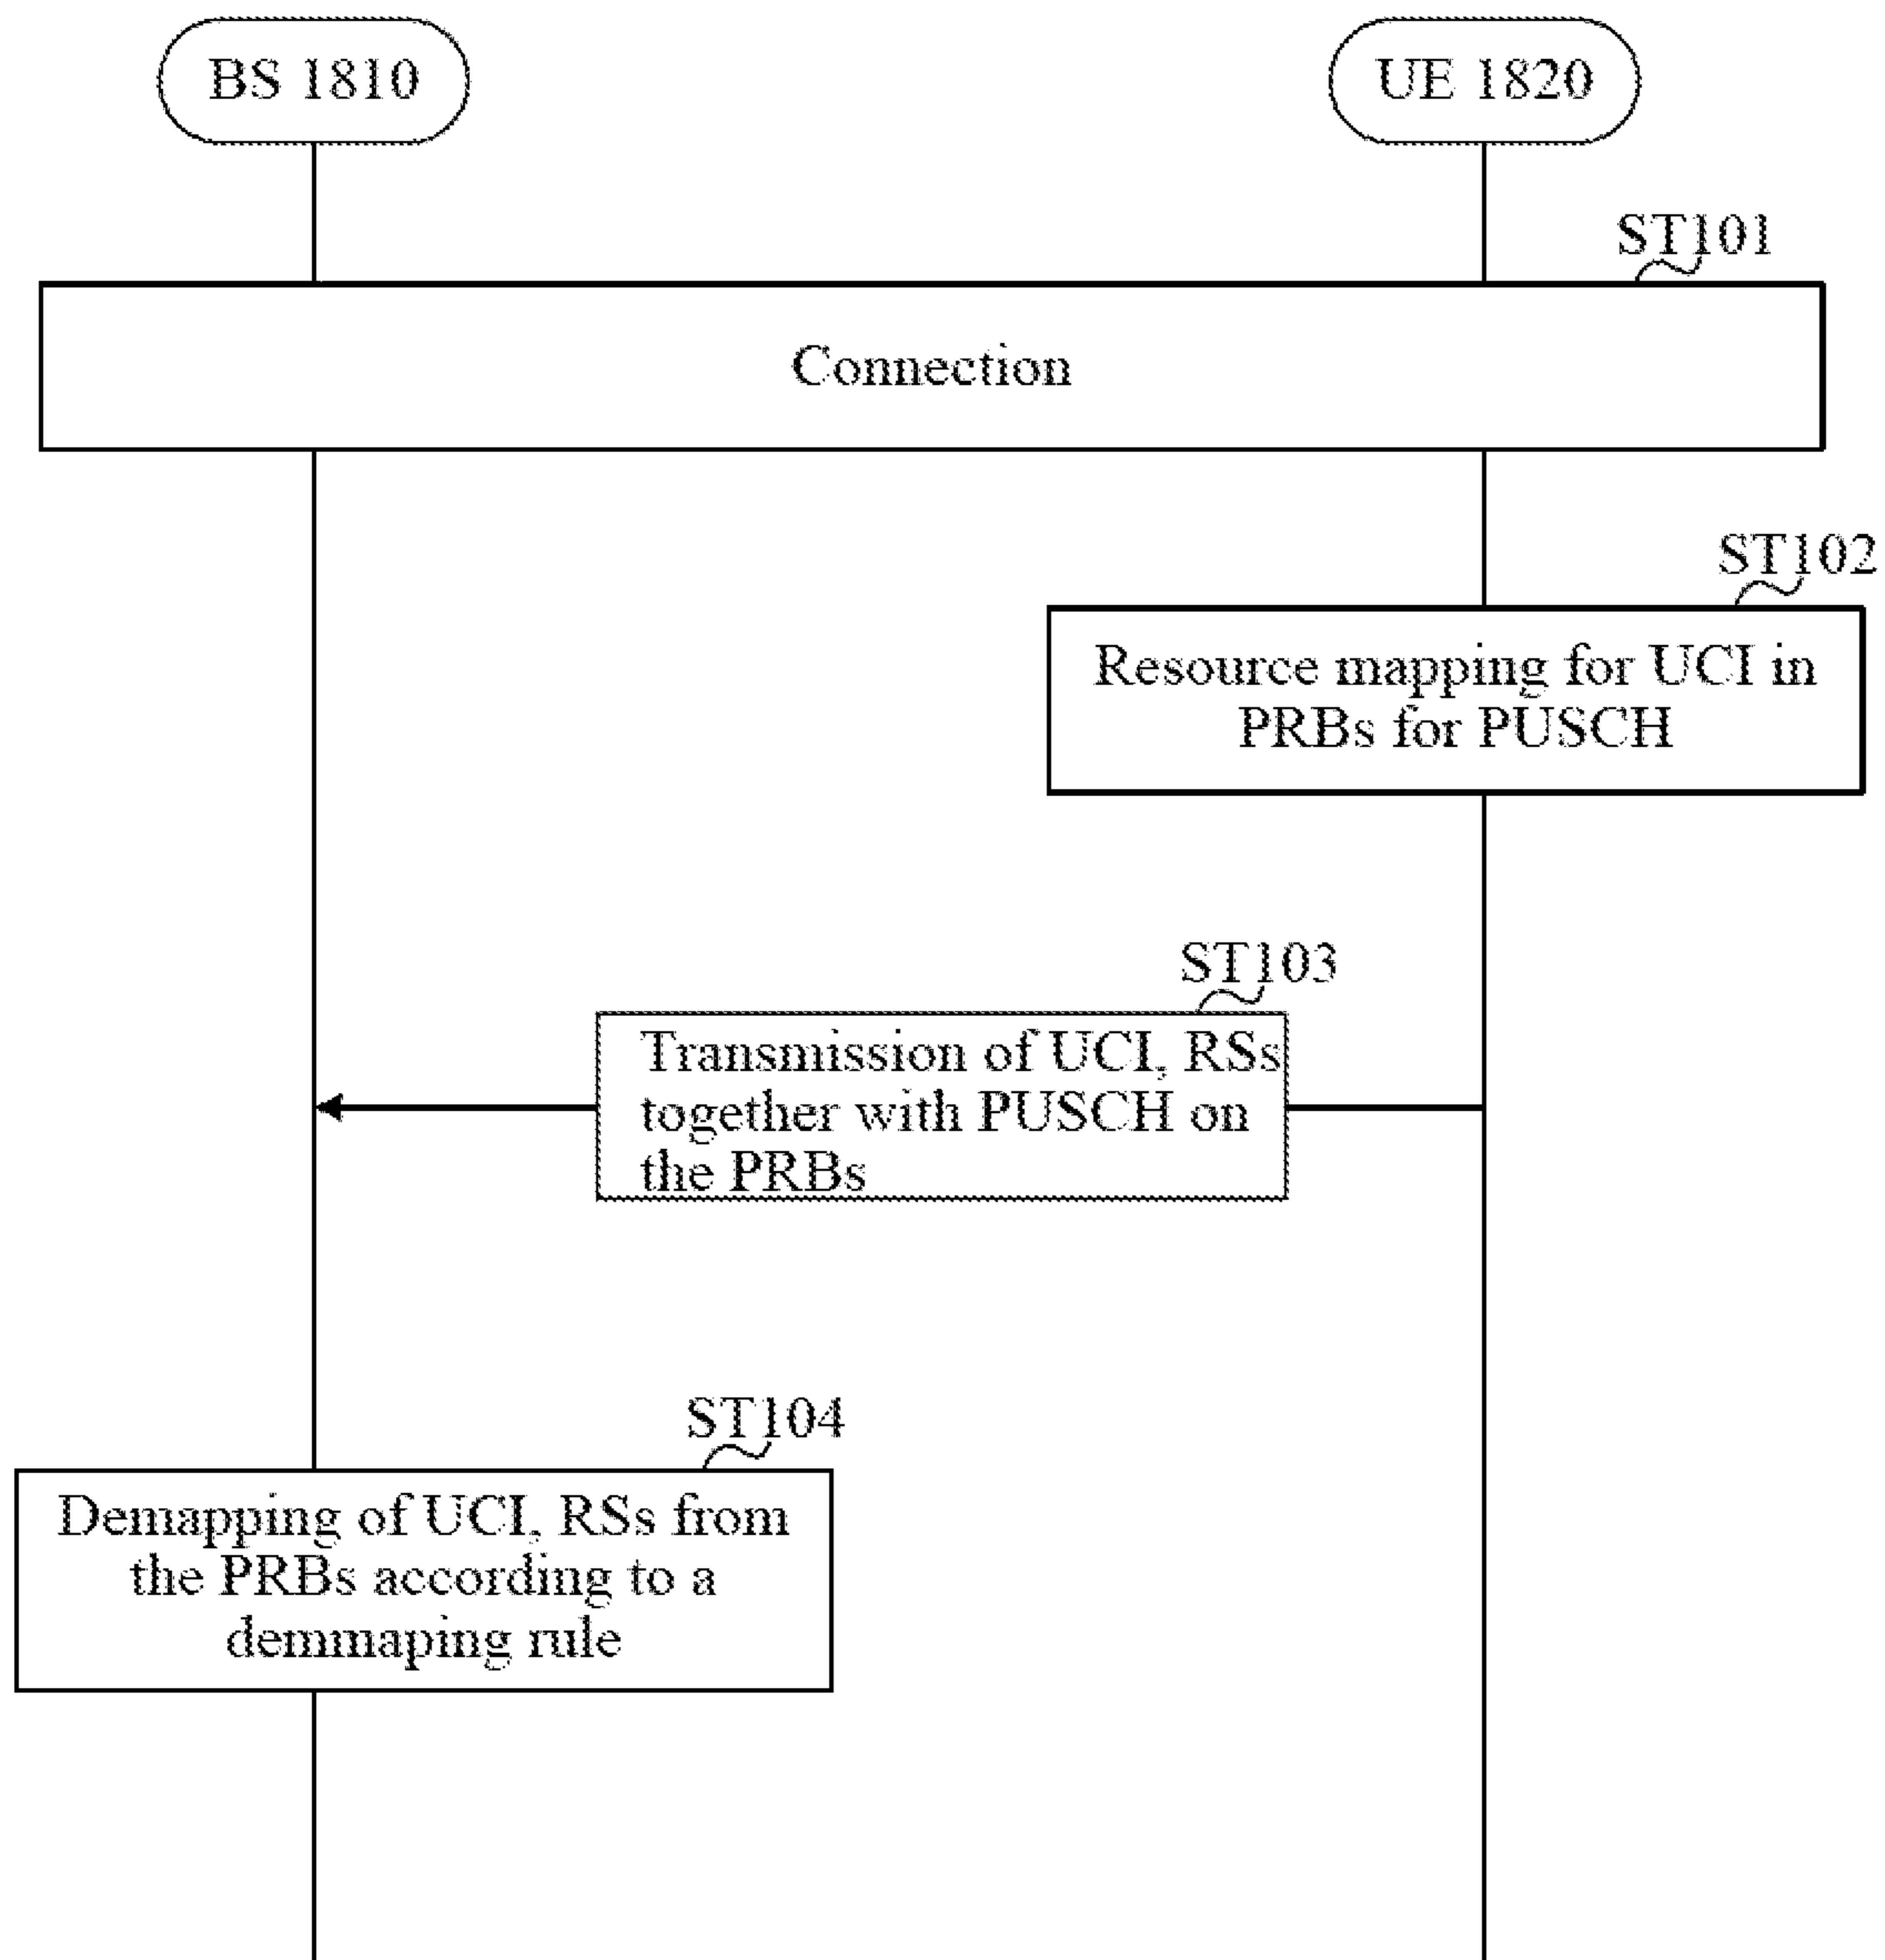 BS 1810
UE 1820
ST101
Connection
ST102
Resource mapping for UCI in
PRBs for PUSCH
ST103
Transmission of UCI, RSs
together with PUSCH on
the PRBs
ST104
Demapping of UCI, RSs from
the PRBs according to a
demmaping rule